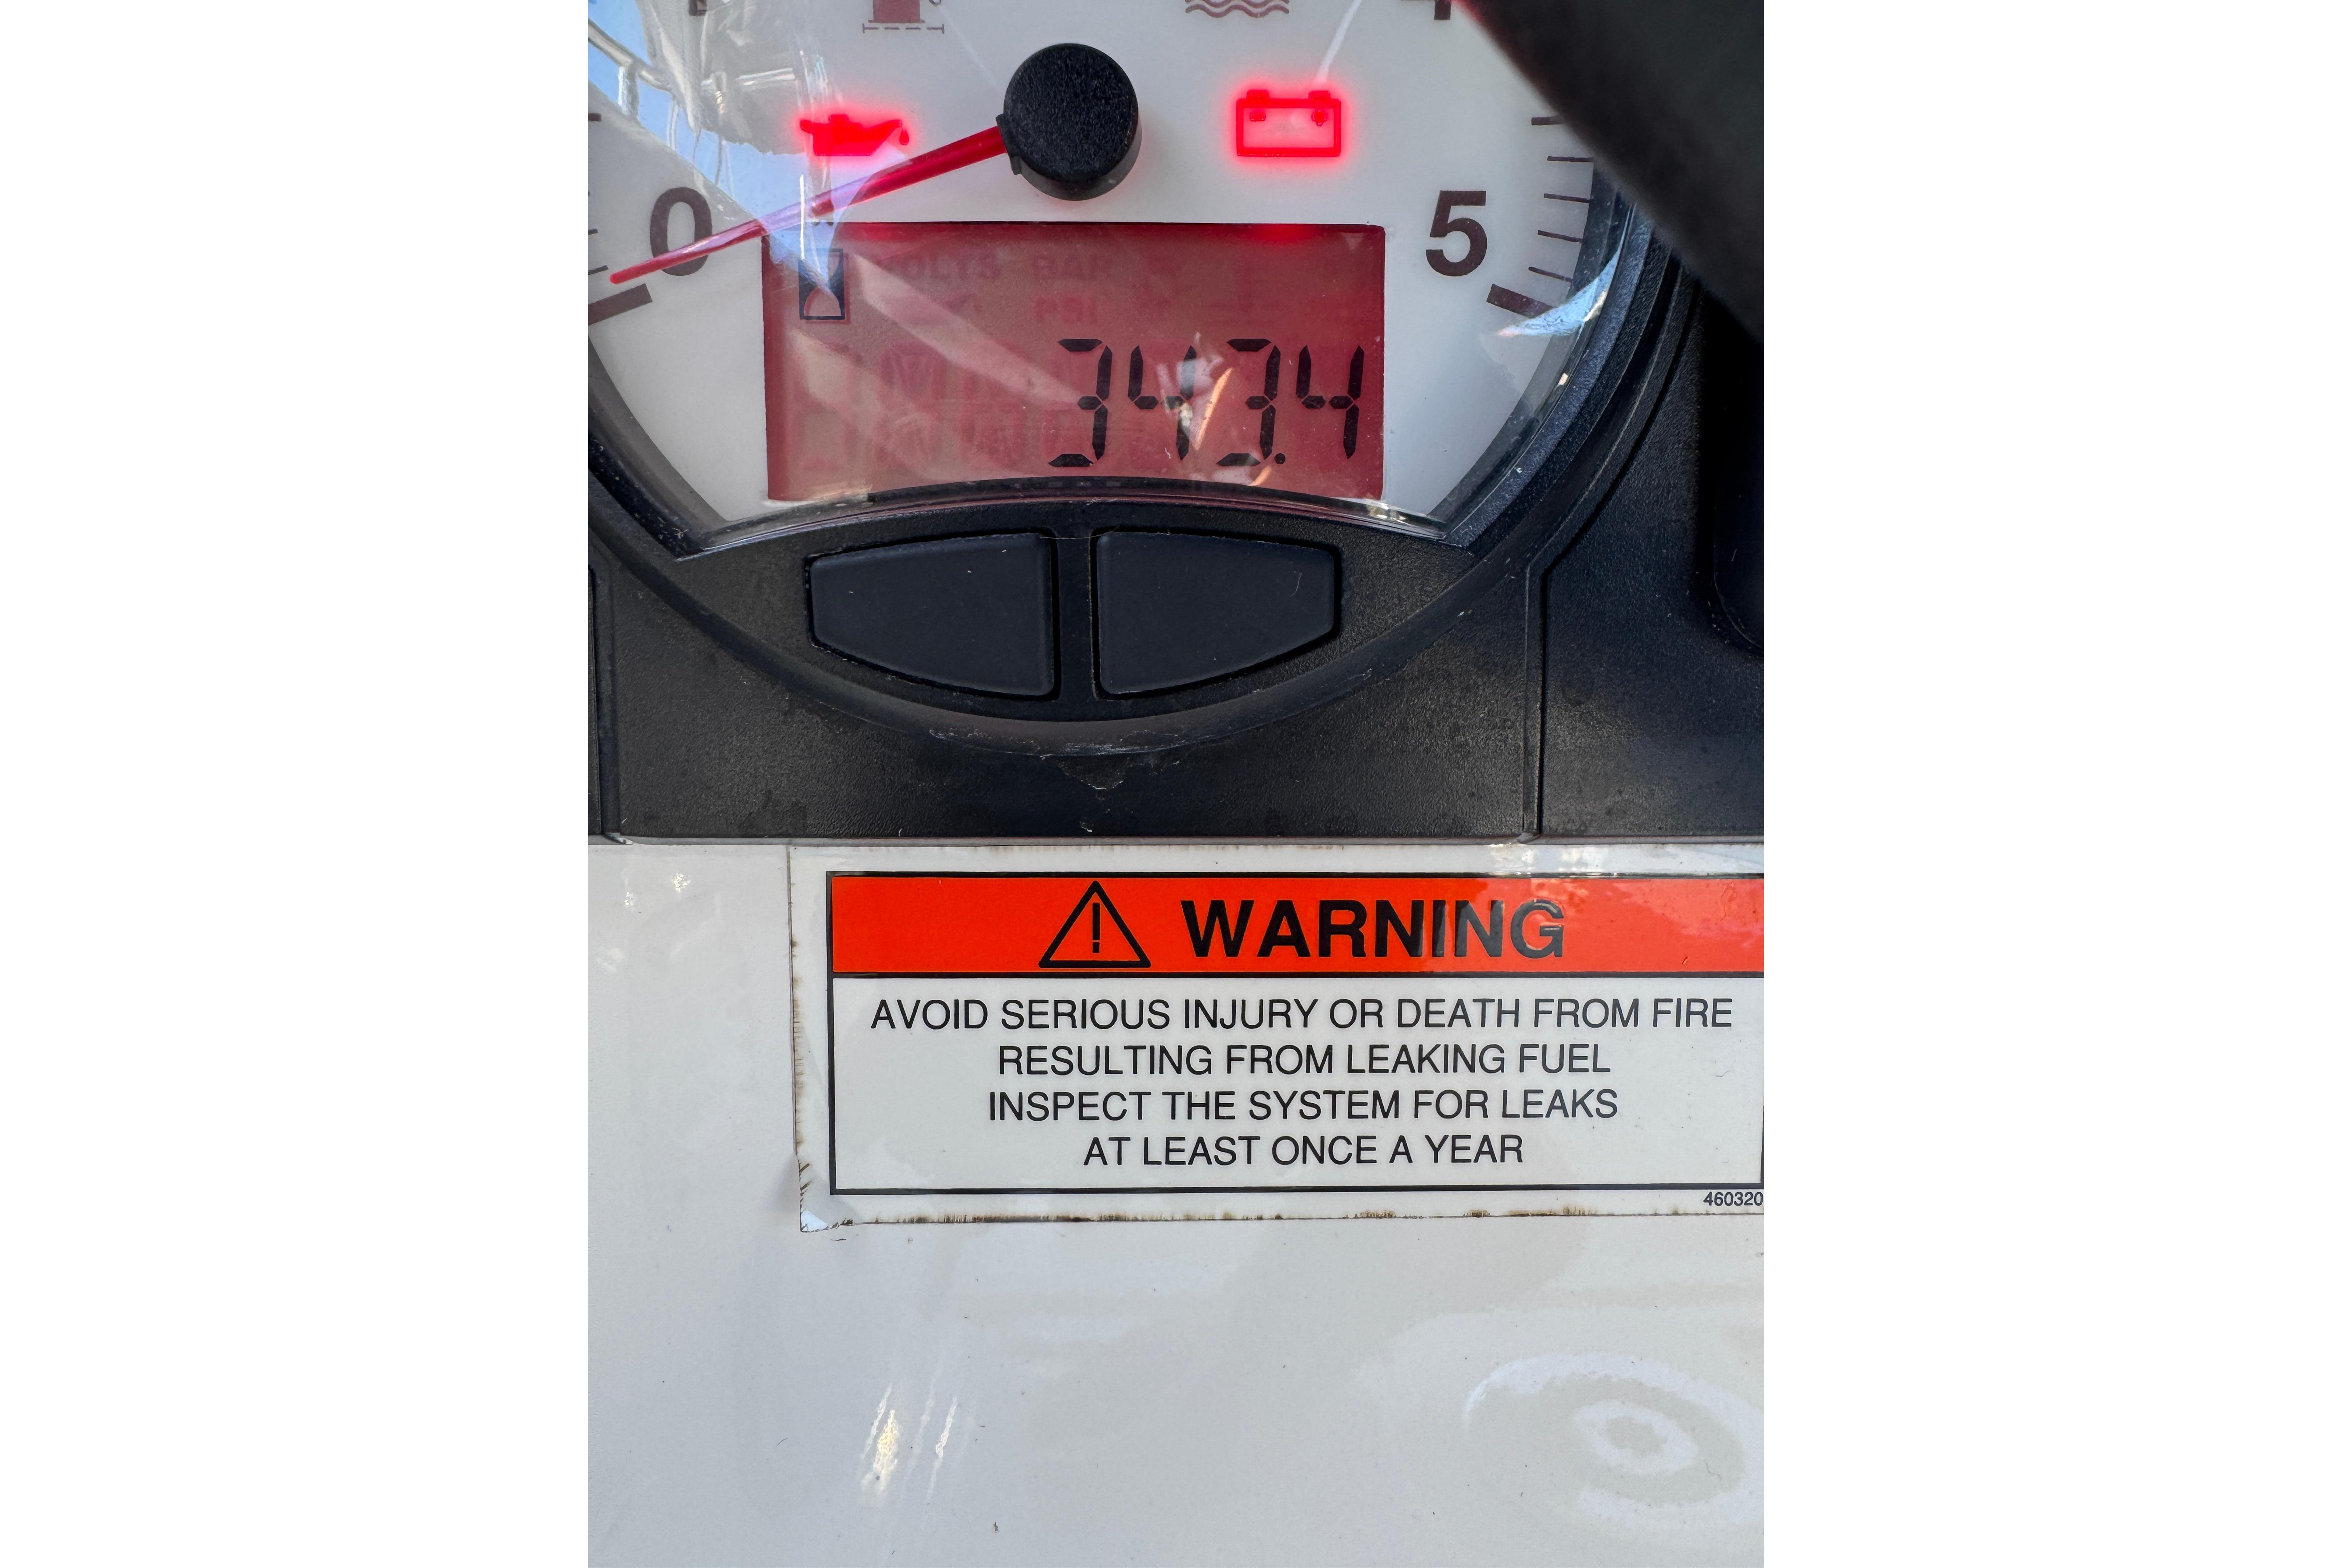 0
5
343.4
WARNING
AVOID SERIOUS INJURY OR DEATH FROM FIRE
RESULTING FROM LEAKING FUEL
INSPECT THE SYSTEM FOR LEAKS
AT LEAST ONCE A YEAR
460320